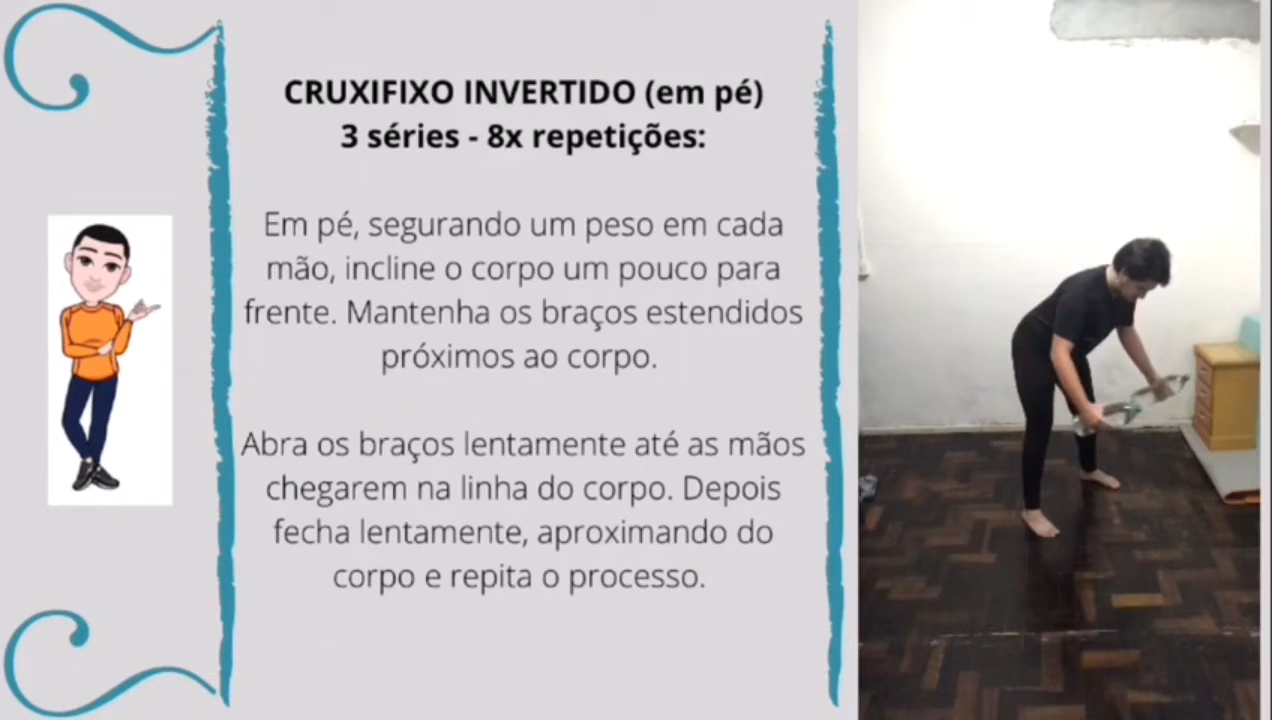 CRUXIFIXO INVERTIDO (em pé)
3 séries - 8x repetições:
Em pé, segurando um peso em cada
mão, incline o corpo um pouco para
frente. Mantenha os braços estendidos
próximos ao corpo.
Abra os braços lentamente até as mãos
chegarem na linha do corpo. Depois
fecha lentamente, aproximando do
corpo e repita o processo.